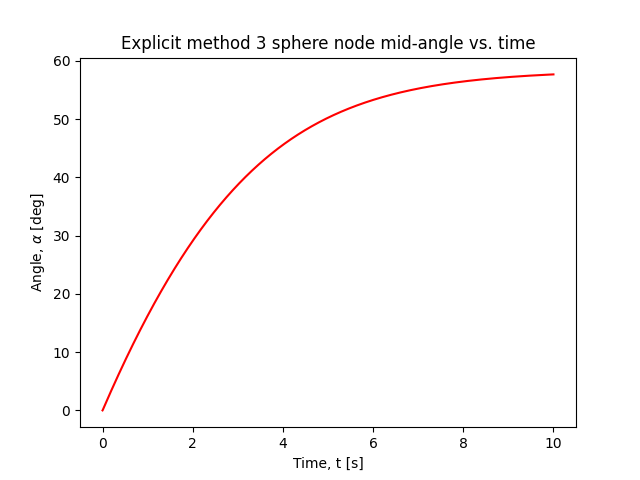 Explicit method 3 sphere node mid-angle vs. time
60
50
40
30
20
10
0
Angle, α [deg]
0 2 4 6 8 10
Time, t [s]